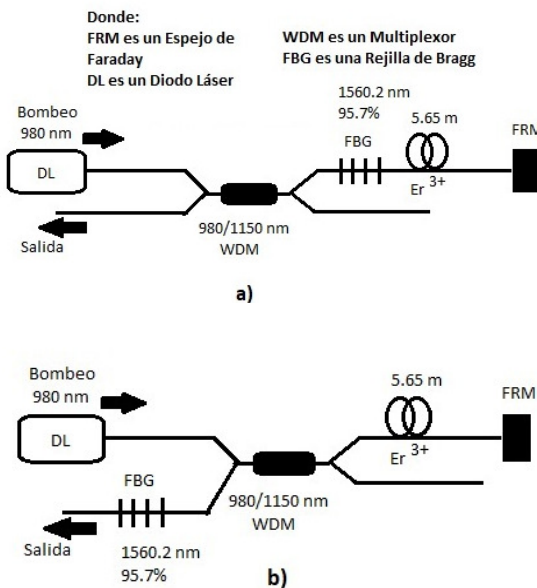 Donde:
FRM es un Espejo de
Faraday
DL es un Diodo Láser
WDM es un Multiplexor
FBG es una Rejilla de Bragg
Bombeo
980 nm
DL
Salida
980/1150 nm
WDM
1560.2 nm
95.7%
FBG
5.65 m
Er 3+
FRM
a)
Bombeo
980 nm
DL
FBG
Salida
1560.2 nm
95.7%
980/1150 nm
WDM
5.65 m
Er 3+
FRM
b)